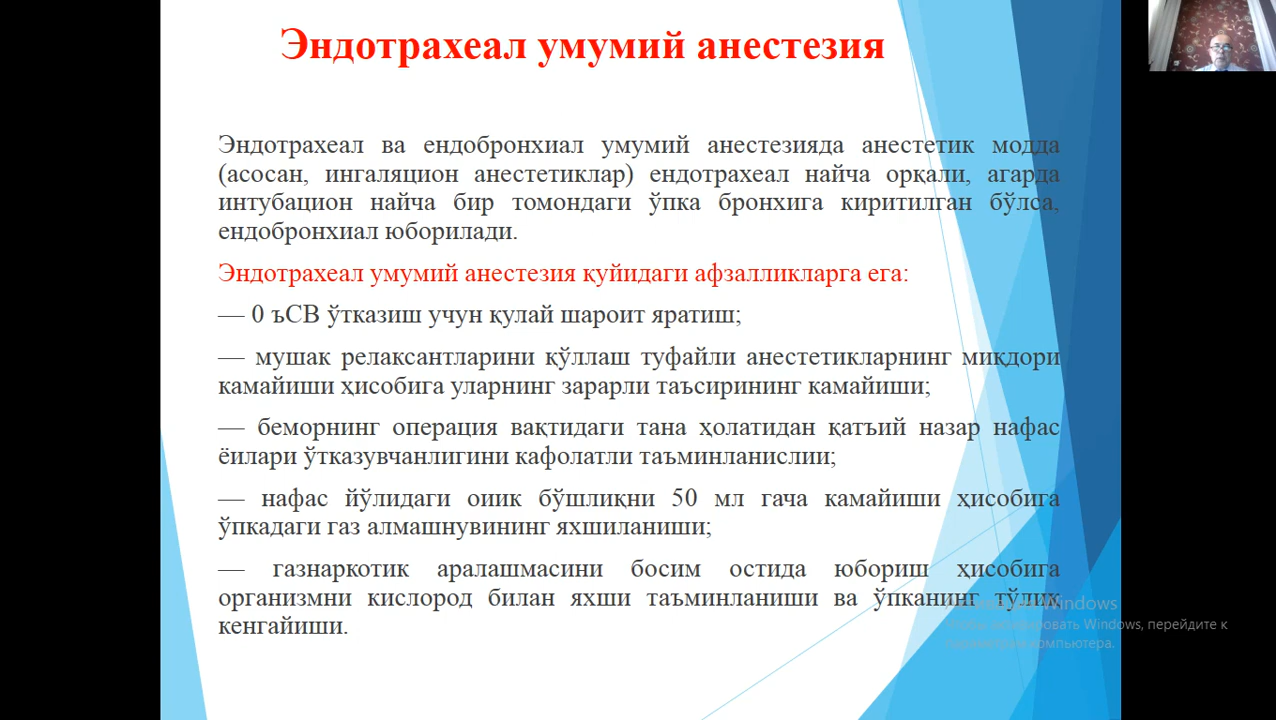 Эндотрахеал умумий анестезия
Эндотрахеал ва ендобронхиал умумий анестезияда анестетик модда
(асосан, ингаляцион анестетиклар) ендотрахеал найча орқали, агарда
интубацион найча бир томондаги ўпка бронхига киритилган бўлса,
ендобронхиал юборилади.
Эндотрахеал умумий анестезия қуйидаги афзалликларга ега:
— 0 ъСВ ўтказиш учун қулай шароит яратиш;
— мушак релаксантларини қўллаш туфайли анестетикларнинг миқдори
камайиши ҳисобига уларнинг зарарли таъсирининг камайиши;
— беморнинг операция вақтидаги тана ҳолатидан қатъий назар нафас
ёилари ўтказувчанлигини кафолатли таъминланислии;
— нафас йўлидаги оиик бўшлиқни 50 мл гача камайиши ҳисобига
ўпкадаги газ алмашнувининг яхшиланиши;
— газнаркотик аралашмасини босим остида юбориш ҳисобига
организмни кислород билан яхши таъминланиши ва ўпканинг тўлиқ
кенгайиши.
Windows
чтобы активировать Windows, перейдите к
параметрам компьютера.